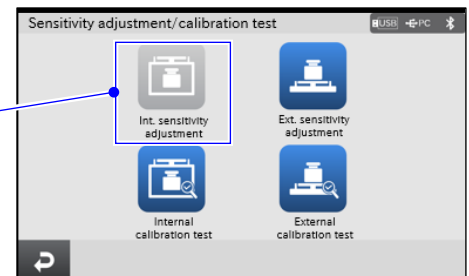 Sensitivity adjustment/calibration test
USB PC
Int. sensitivity
adjustment
Ext. sensitivity
adjustment
Internal
calibration test
External
calibration test